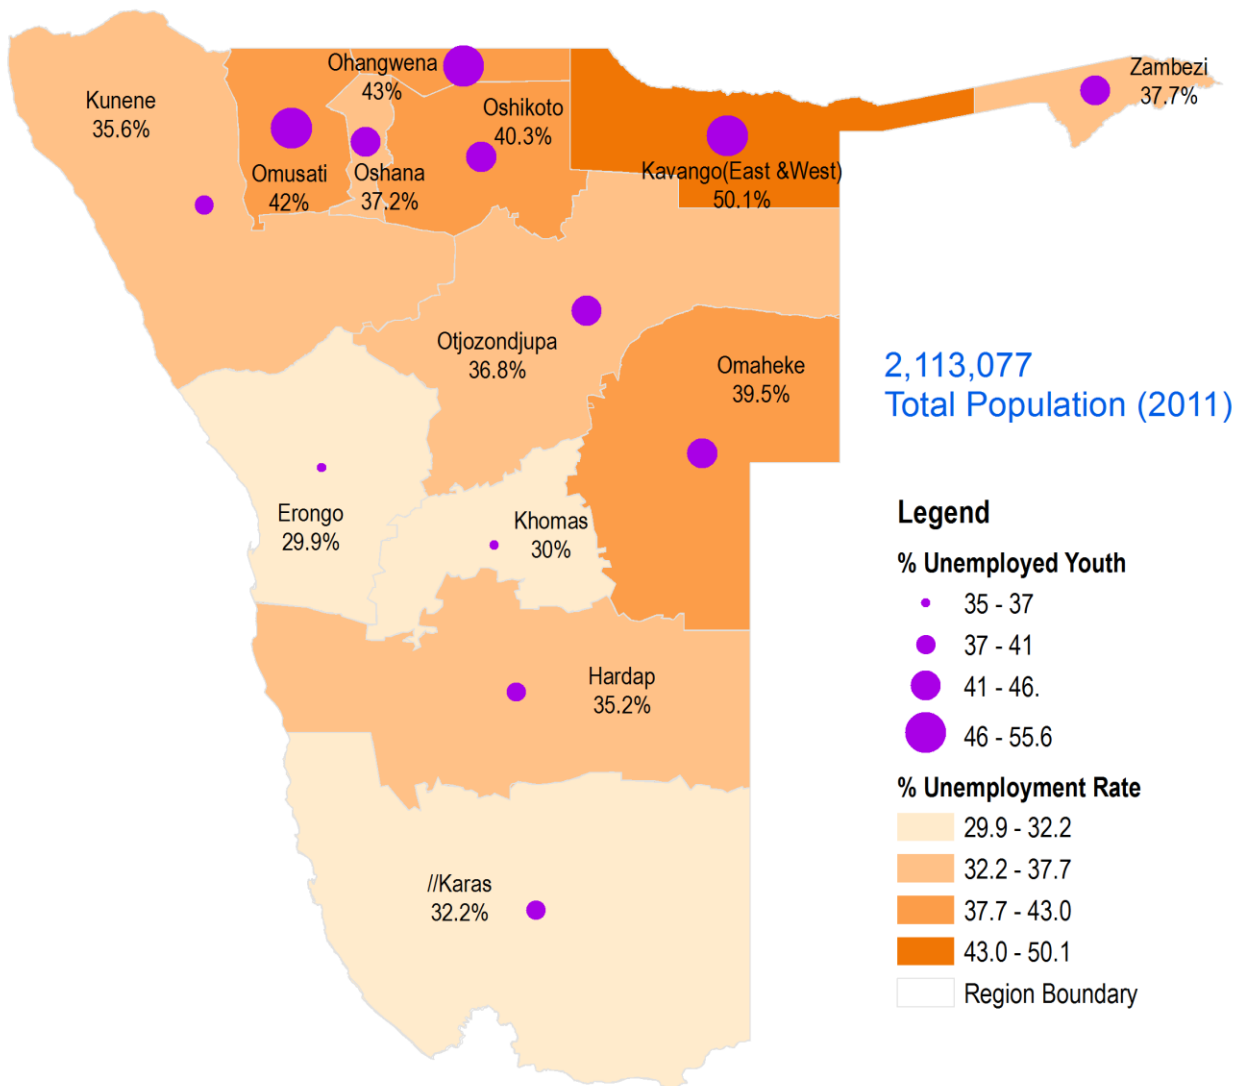 Ohangwena
43%
Zambezi
37.7%
Kunene
35.6%
Oshikoto
40.3%
Omusati
42%
Oshana
37.2%
Kavango(East &West)
50.1%
Otjozondjupa
36.8%
Omaheke
39.5%
2,113,077
Total Population (2011)
Erongo
29.9%
Khomas
30%
Hardap
35.2%
//Karas
32.2%
Legend
% Unemployed Youth
35 - 37
37 - 41
41 - 46.
46 - 55.6
% Unemployment Rate
29.9 - 32.2
32.2 - 37.7
37.7 - 43.0
43.0 - 50.1
Region Boundary